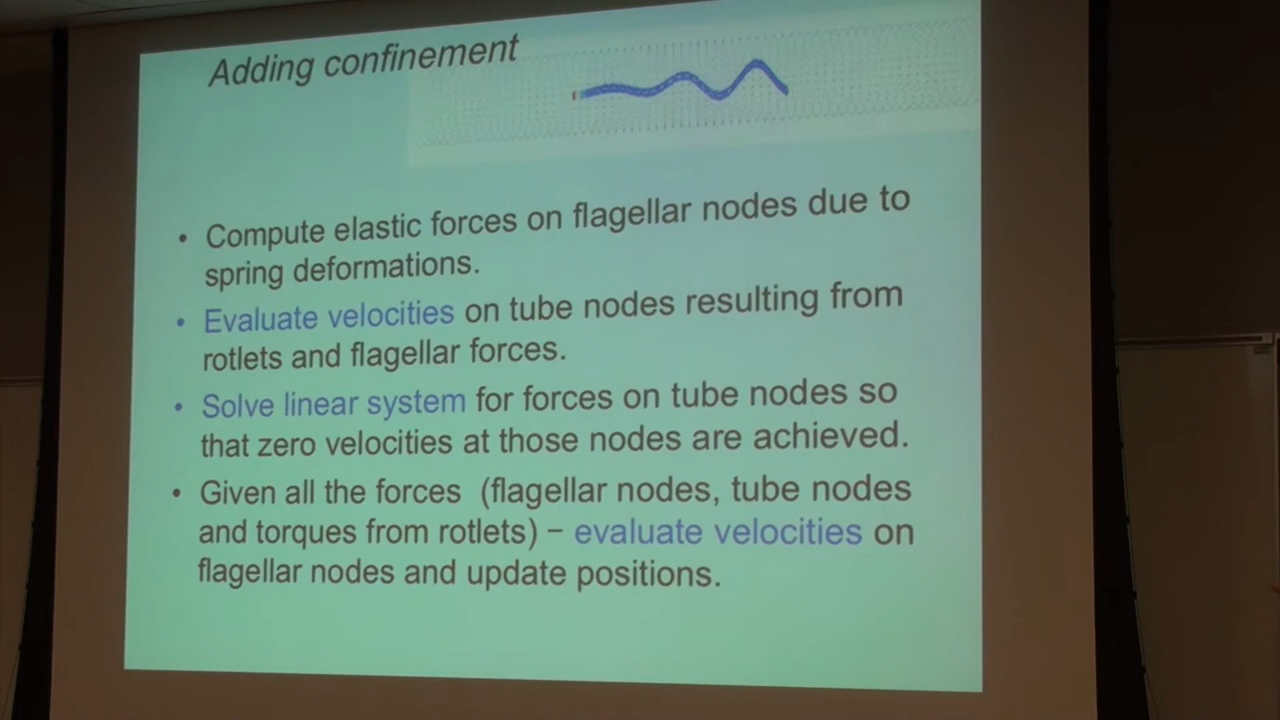 Adding confinement
• Compute elastic forces on flagellar nodes due to
spring deformations.
• Evaluate velocities on tube nodes resulting from
rotlets and flagellar forces.
• Solve linear system for forces on tube nodes so
that zero velocities at those nodes are achieved.
• Given all the forces (flagellar nodes, tube nodes
and torques from rotlets) – evaluate velocities on
flagellar nodes and update positions.